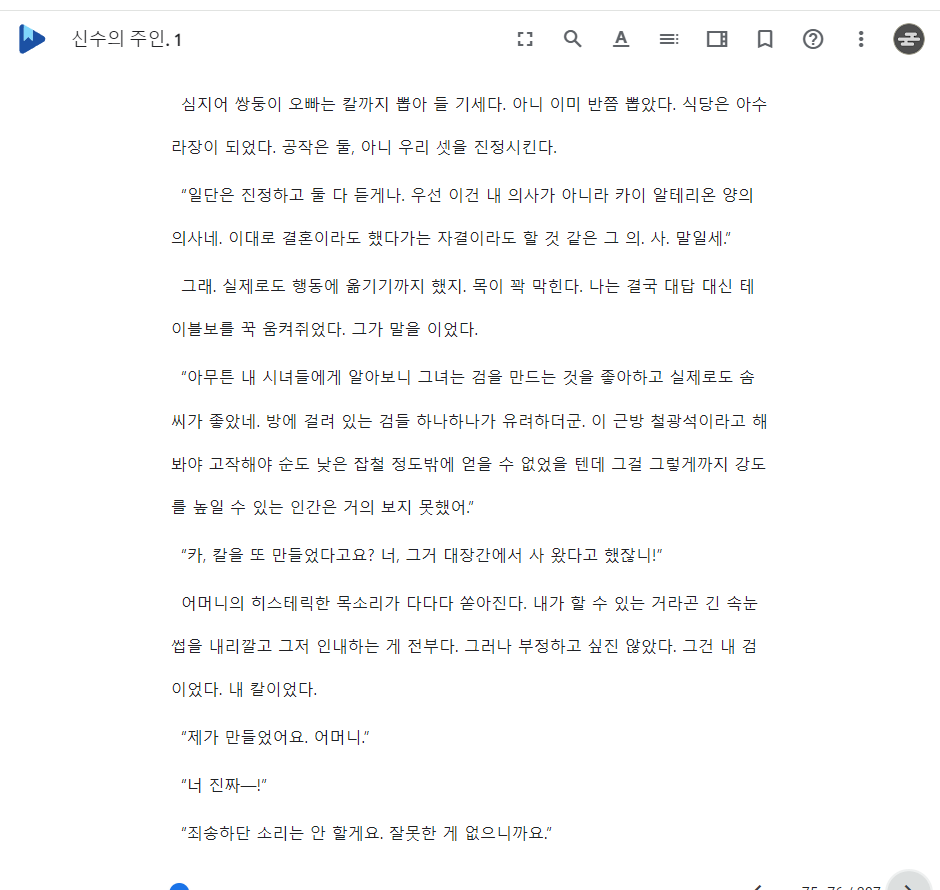 신수의 주인. 1
심지어 쌍둥이 오빠는 칼까지 뽑아 들 기세다. 아니 이미 반쯤 뽑았다. 식당은 아수
라장이 되었다. 공작은 둘, 아니 우리 셋을 진정시킨다.
“일단은 진정하고 둘 다 듣게나. 우선 이건 내 의사가 아니라 카이 알테리온 양의
의사네. 이대로 결혼이라도 했다가는 자결이라도 할 것 같은 그 의. 사. 말일세.”
그래. 실제로도 행동에 옮기기까지 했지. 목이 꽉 막힌다. 나는 결국 대답 대신 테
이블보를 꾹 움켜쥐었다. 그가 말을 이었다.
“아무튼 내 시녀들에게 알아보니 그녀는 검을 만드는 것을 좋아하고 실제로도 솜
씨가 좋았네. 방에 걸려 있는 검들 하나하나가 유려하더군. 이 근방 철광석이라고 해
봐야 고작해야 순도 낮은 잡철 정도밖에 얻을 수 없었을 텐데 그걸 그렇게까지 강도
를 높일 수 있는 인간은 거의 보지 못했어.”
“카, 칼을 또 만들었다고요? 너, 그거 대장간에서 사 왔다고 했잖니!”
어머니의 히스테릭한 목소리가 다다다 쏟아진다. 내가 할 수 있는 거라곤 긴 속눈
썹을 내리깔고 그저 인내하는 게 전부다. 그러나 부정하고 싶진 않았다. 그건 내 검
이었다. 내 칼이었다.
“제가 만들었어요. 어머니.”
“너 진짜―!”
“죄송하단 소리는 안 할게요. 잘못한 게 없으니까요.”